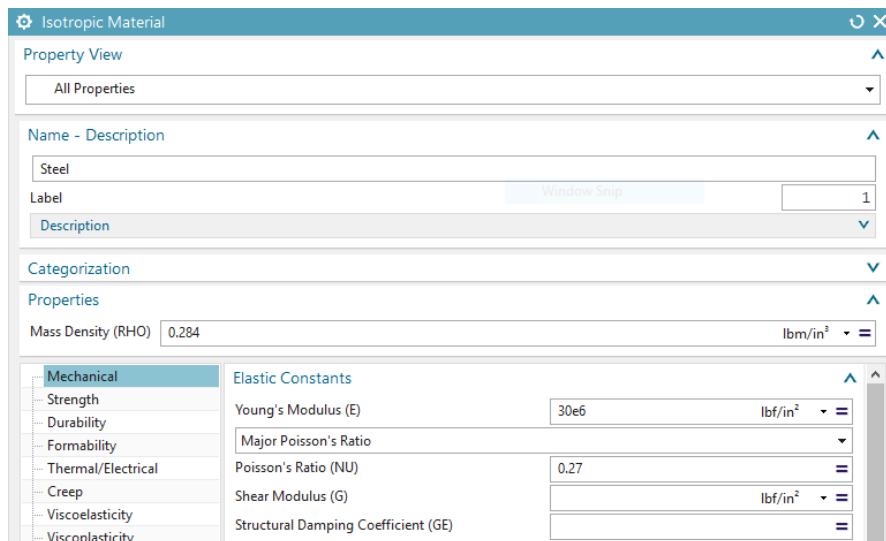 Isotropic Material
Property View
All Properties
Name - Description
Steel
Window Snip
Label 1
Description
Categorization
Properties
Mass Density (RHO) 0.284 lbm/in³ =
Mechanical
Strength
Durability
Formability
Thermal/Electrical
Creep
Viscoelasticity
Viscoplasticity
Elastic Constants
Young's Modulus (E) 30e6 lbf/in² =
Major Poisson's Ratio
Poisson's Ratio (NU) 0.27 =
Shear Modulus (G) lbf/in² =
Structural Damping Coefficient (GE) =